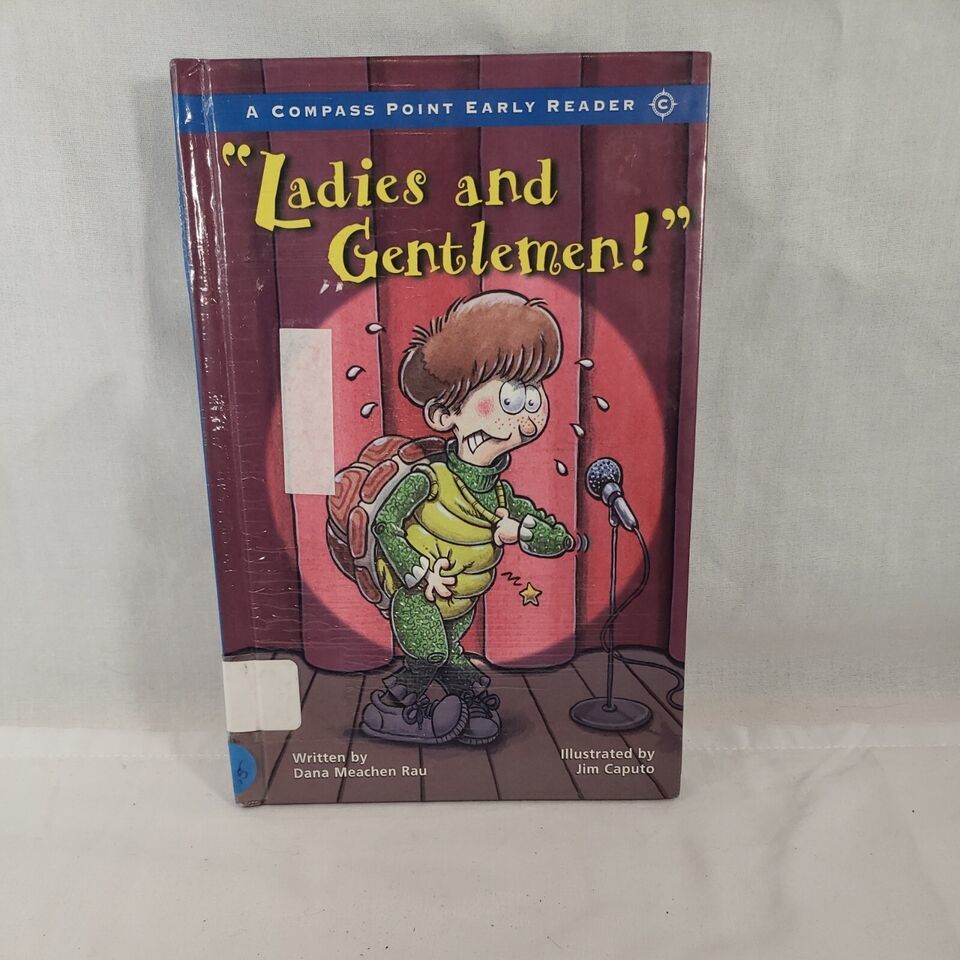 A COMPASS POINT EARLY READER C
"Ladies and
Gentlemen!"
Written by
Dana Meachen Rau
Illustrated by
Jim Caputo